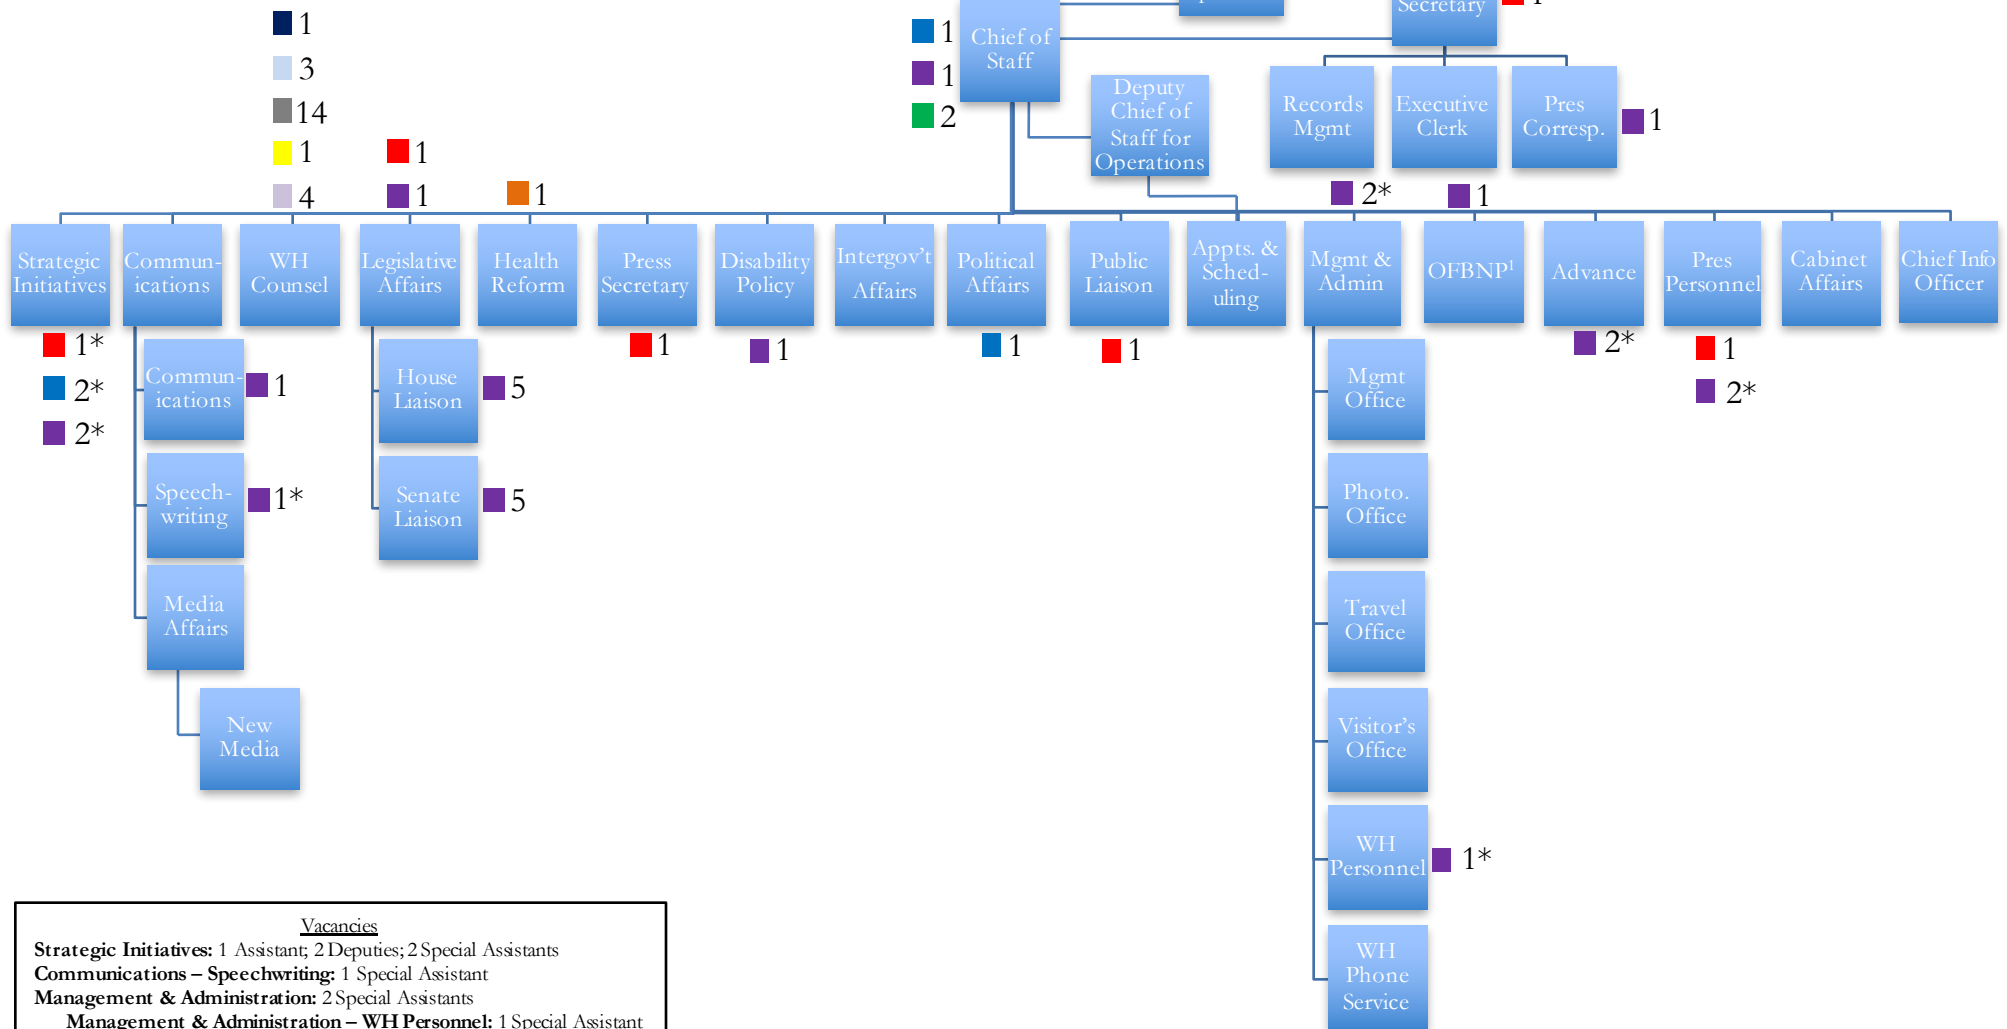 Secretary
1
3
14
1
4
1
1
1
1
1
2
Chief of
Staff
Deputy
Chief of
Staff for
Operations
Records
Mgmt
2*
Executive
Clerk
1
Pres
Corresp.
1
Strategic
Initiatives
1*
2*
2*
Commun-
ications
WH
Counsel
Legislative
Affairs
Health
Reform
Press
Secretary
1
Disability
Policy
1
Intergov't
Affairs
Political
Affairs
1
Public
Liaison
1
Appts. &
Sched-
uling
Mgmt &
Admin
OFBNP1
Advance
2*
Pres
Personnel
1
2*
Cabinet
Affairs
Chief Info
Officer
Commun-
ications
1
Speech-
writing
1*
Media
Affairs
New
Media
House
Liaison
5
Senate
Liaison
5
Mgmt
Office
Photo.
Office
Travel
Office
Visitor's
Office
WH
Personnel
1*
WH
Phone
Service
Vacancies
Strategic Initiatives: 1 Assistant; 2 Deputies; 2 Special Assistants
Communications – Speechwriting: 1 Special Assistant
Management & Administration: 2 Special Assistants
Management & Administration – WH Personnel: 1 Special Assistant